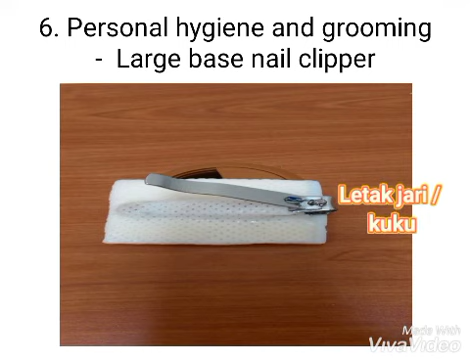 6. Personal hygiene and grooming
- Large base nail clipper
Letak jari /
kuku
Made With
VivaVideo